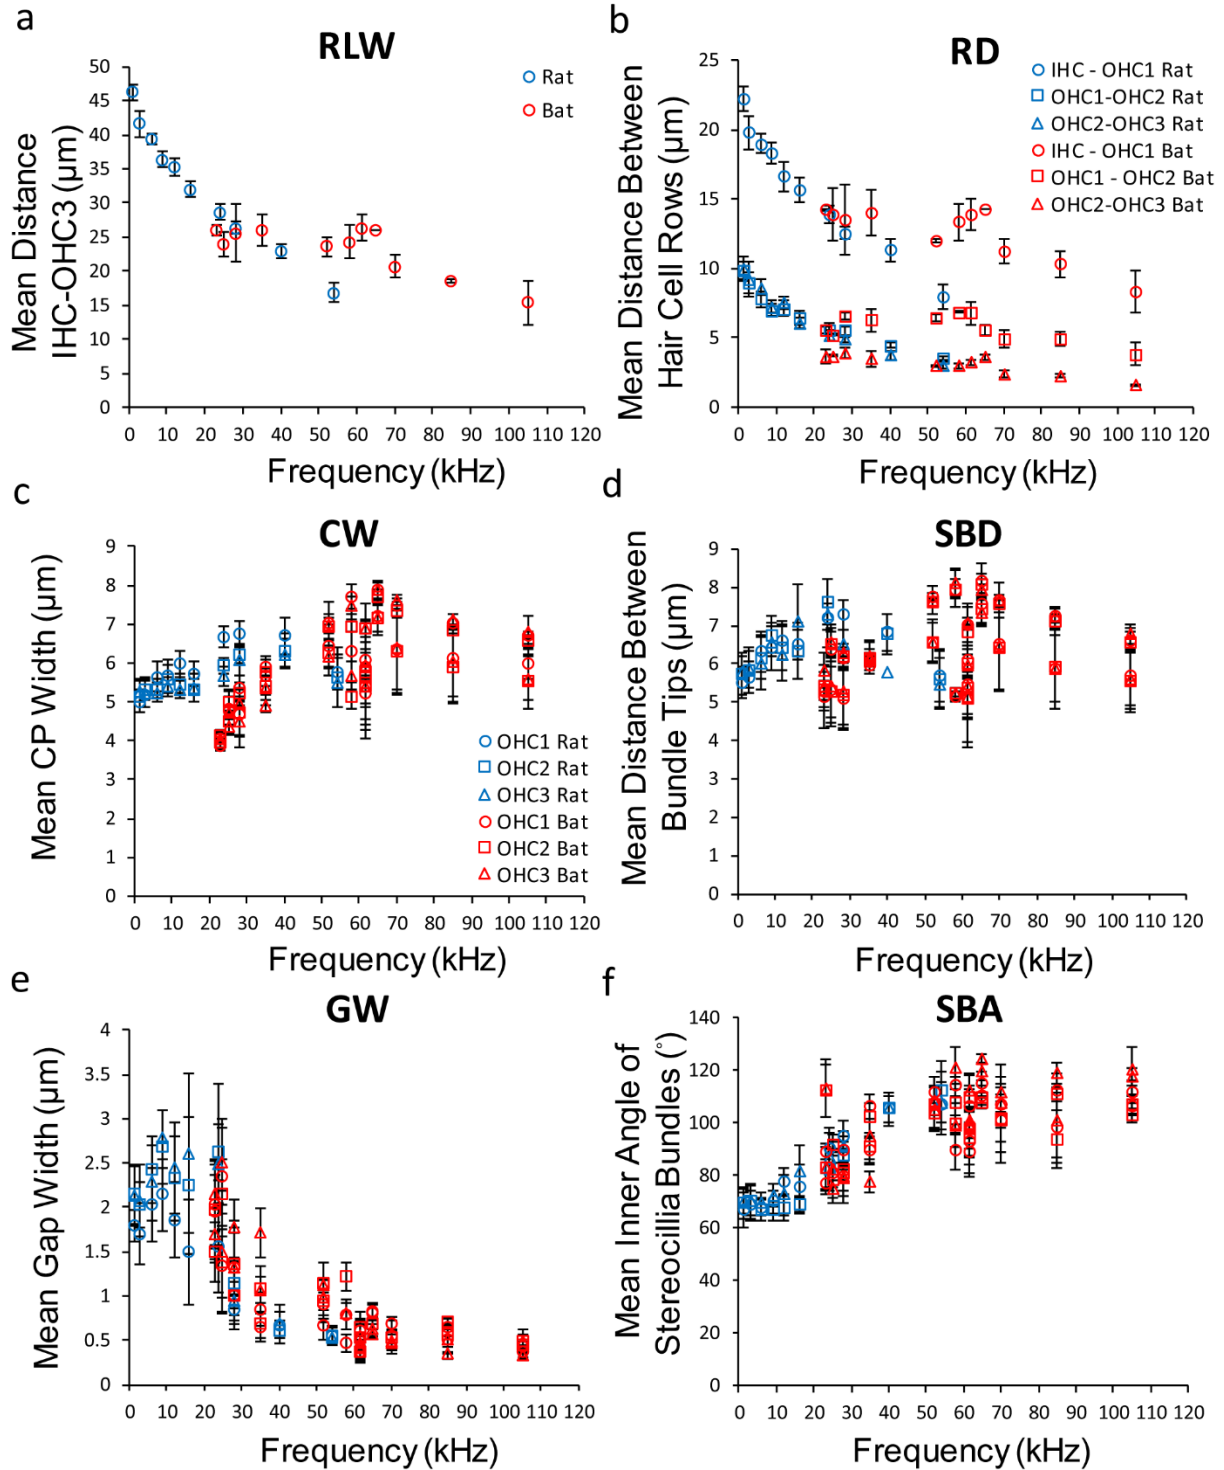 a
RLW
Mean Distance
IHC-OHC3 (µm)
50
45
40
35
30
25
20
15
10
5
0
0 10 20 30 40 50 60 70 80 90 100 110 120
Frequency (kHz)
Rat
Bat
b
RD
Mean Distance Between
Hair Cell Rows (µm)
25
20
15
10
5
0
0 10 20 30 40 50 60 70 80 90 100 110 120
Frequency (kHz)
IHC - OHC1 Rat
OHC1-OHC2 Rat
OHC2-OHC3 Rat
IHC - OHC1 Bat
OHC1 - OHC2 Bat
OHC2-OHC3 Bat
c
CW
Mean CP Width (µm)
9
8
7
6
5
4
3
2
1
0
0 10 20 30 40 50 60 70 80 90 100 110 120
Frequency (kHz)
OHC1 Rat
OHC2 Rat
OHC3 Rat
OHC1 Bat
OHC2 Bat
OHC3 Bat
d
SBD
Mean Distance Between
Bundle Tips (µm)
9
8
7
6
5
4
3
2
1
0
0 10 20 30 40 50 60 70 80 90 100 110 120
Frequency (kHz)
e
GW
Mean Gap Width (µm)
4
3.5
3
2.5
2
1.5
1
0.5
0
0 10 20 30 40 50 60 70 80 90 100 110 120
Frequency (kHz)
f
SBA
Mean Inner Angle of
Stereocillia Bundles (°)
140
120
100
80
60
40
20
0
0 10 20 30 40 50 60 70 80 90 100 110 120
Frequency (kHz)